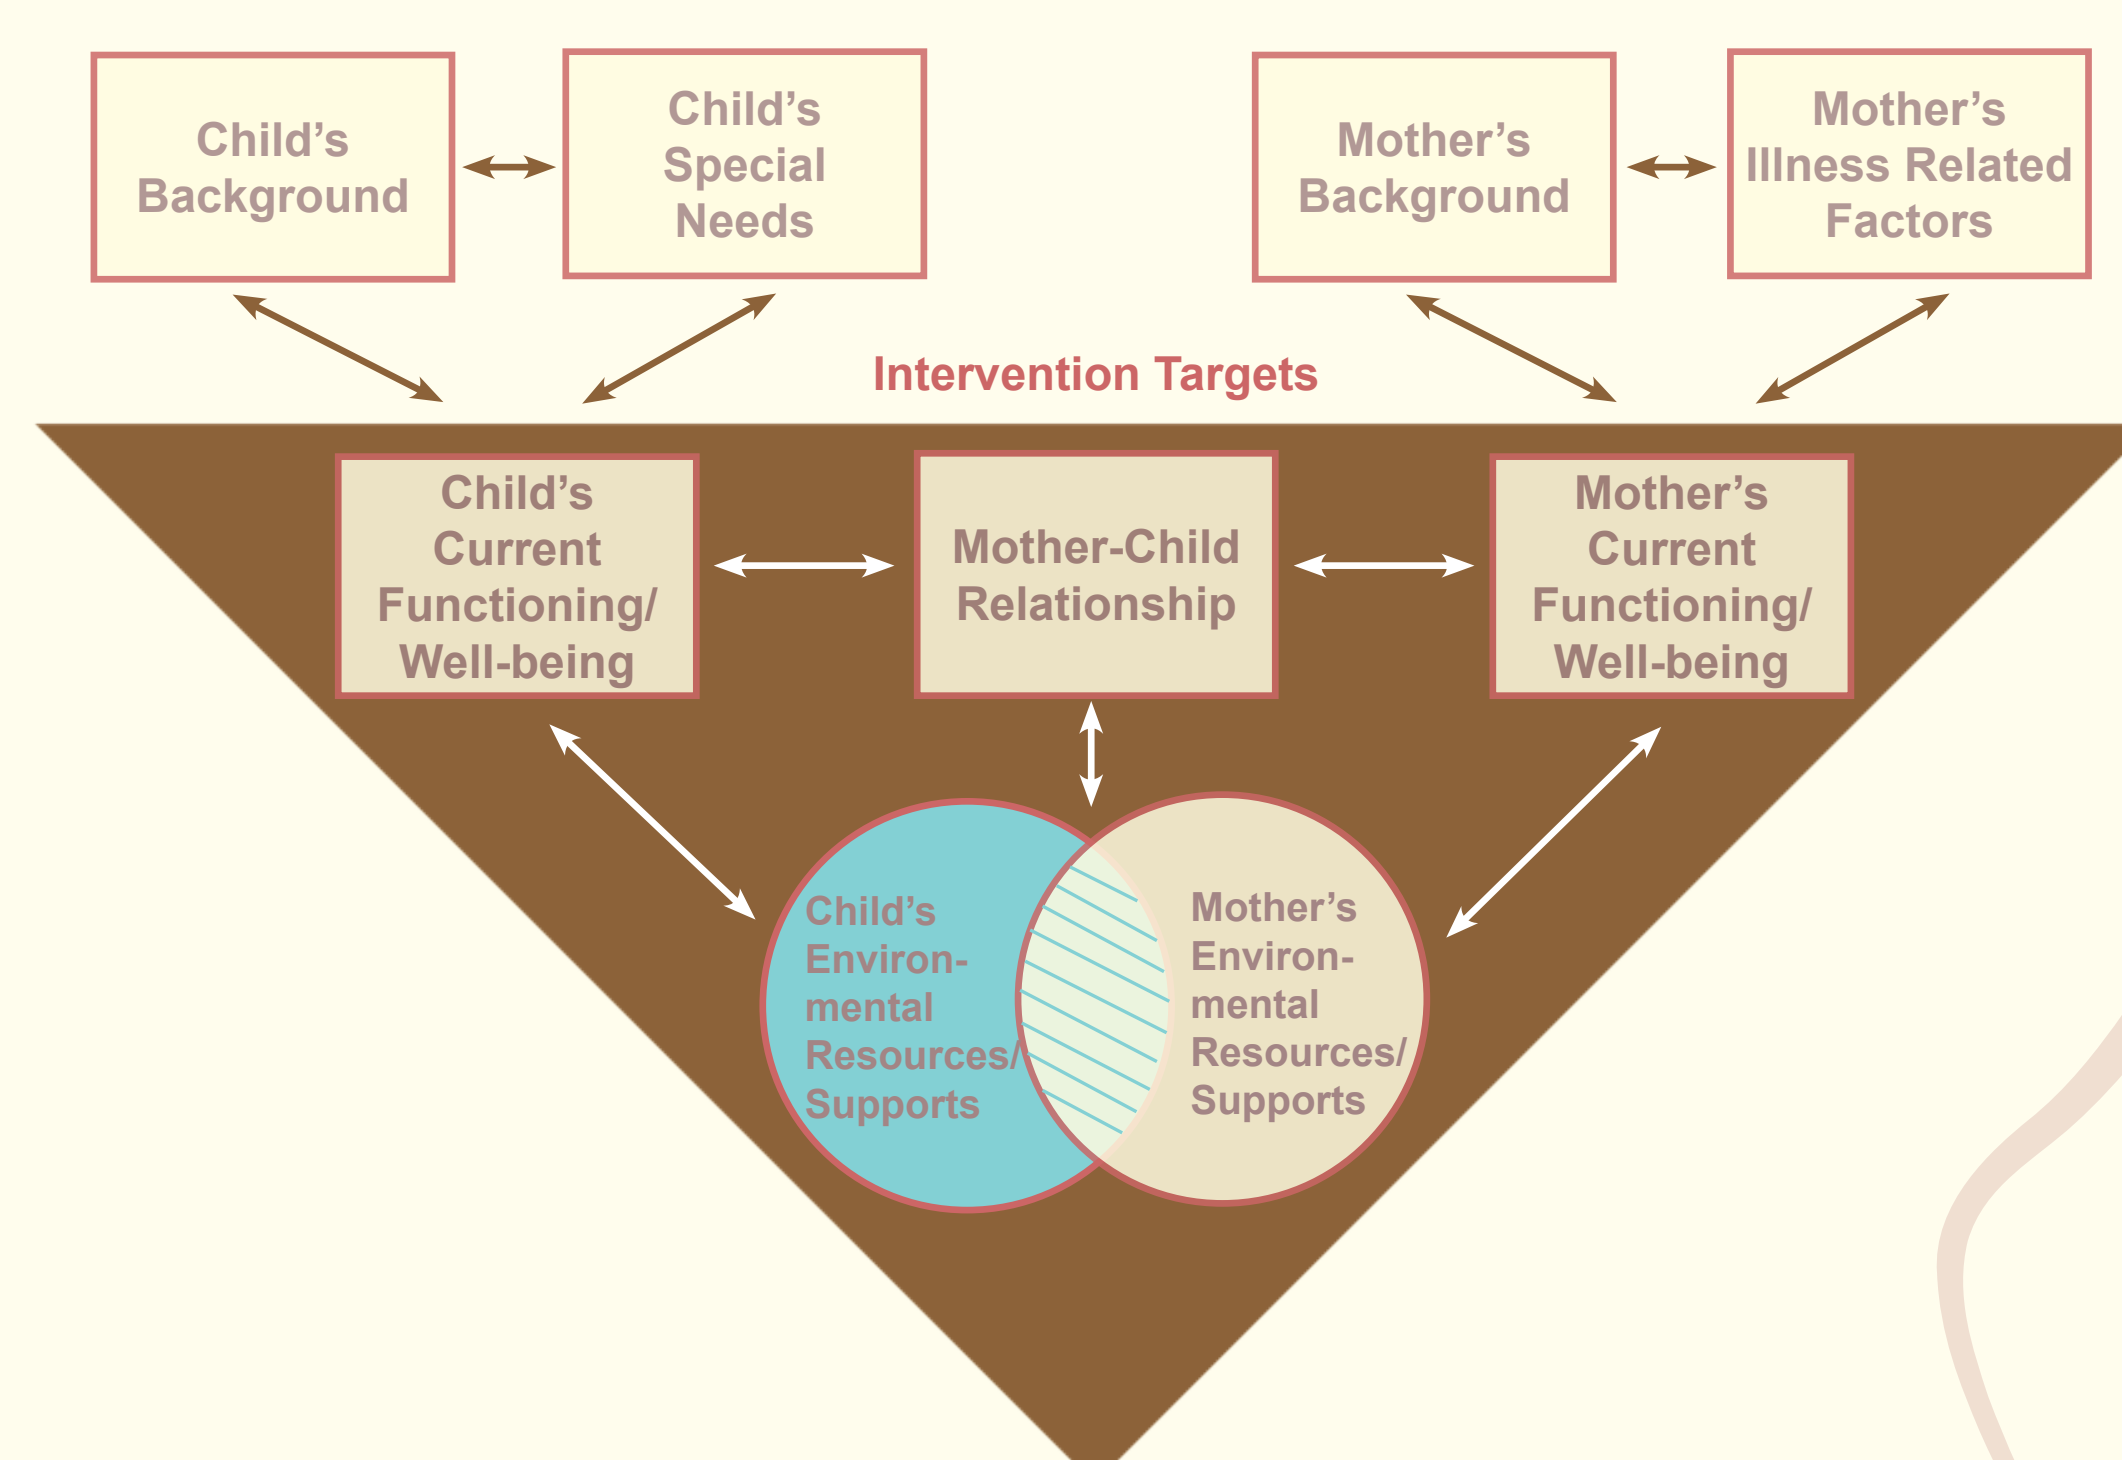 Child’s
Background
Child’s
Special
Needs
Mother’s
Background
Mother’s
Illness Related
Factors
Intervention Targets
Child’s
Current
Functioning/
Well-being
Mother-Child
Relationship
Mother’s
Current
Functioning/
Well-being
Child’s
Environ-
mental
Resources/
Supports
Mother’s
Environ-
mental
Resources/
Supports